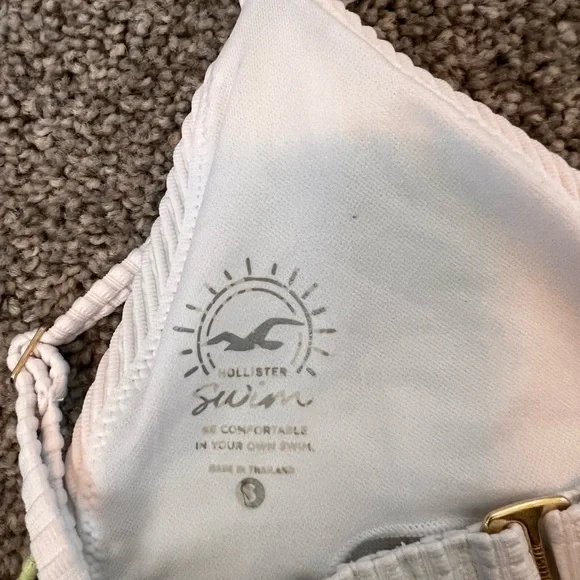 HOLLISTER
Swim
BE COMFORTABLE
IN YOUR OWN SWIM.
MADE IN THAILAND
S